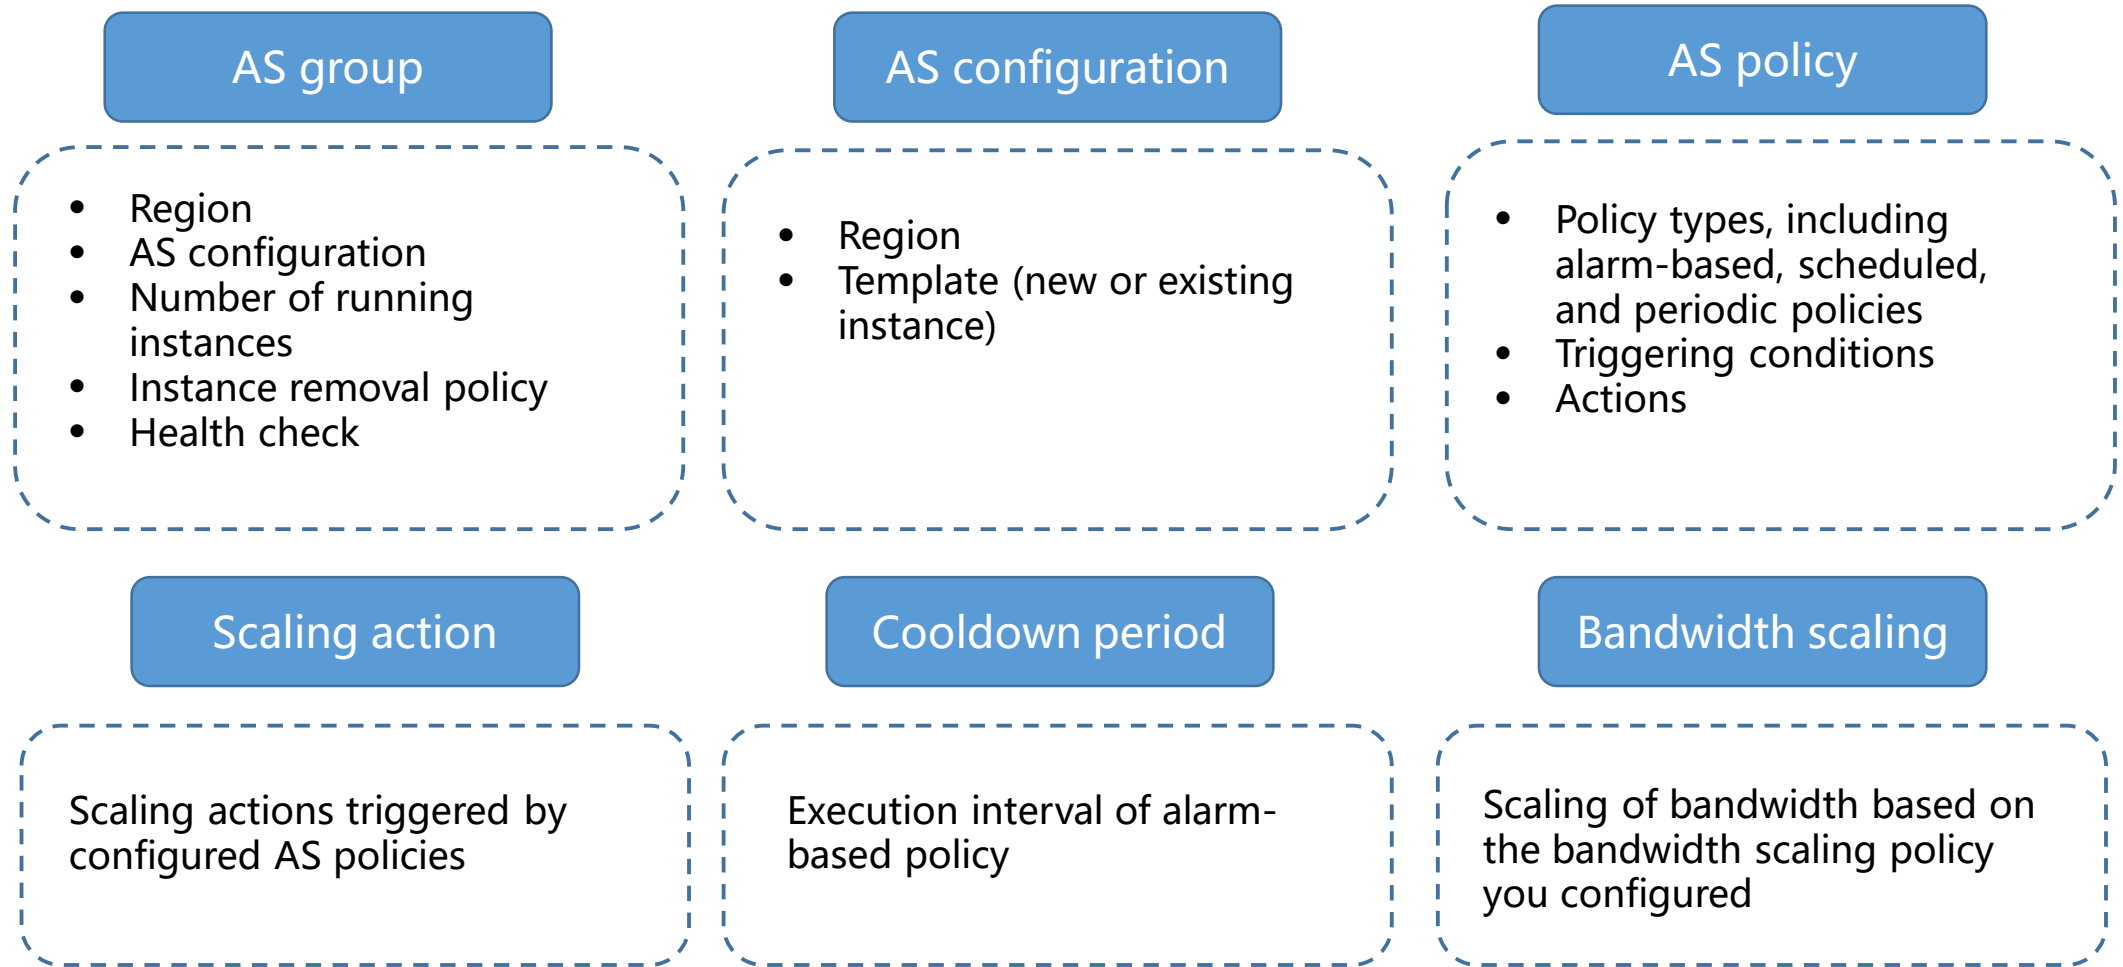 AS group
• Region
• AS configuration
• Number of running
instances
• Instance removal policy
• Health check
AS configuration
• Region
• Template (new or existing
instance)
AS policy
• Policy types, including
alarm-based, scheduled,
and periodic policies
• Triggering conditions
• Actions
Scaling action
Scaling actions triggered by
configured AS policies
Cooldown period
Execution interval of alarm-
based policy
Bandwidth scaling
Scaling of bandwidth based on
the bandwidth scaling policy
you configured